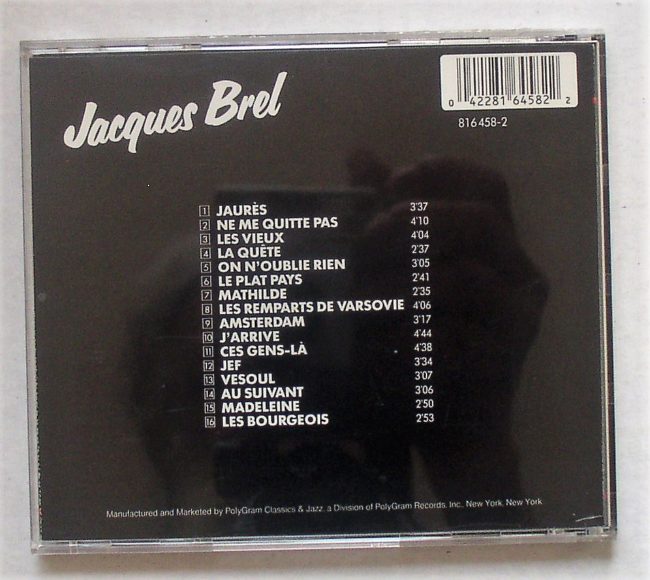 Jacques Brel
0 42281 64582 2
816 458-2
1 JAURÈS 3'37
2 NE ME QUITTE PAS 4'10
3 LES VIEUX 4'04
4 LA QUÊTE 2'37
5 ON N'OUBLIE RIEN 3'05
6 LE PLAT PAYS 2'41
7 MATHILDE 2'35
8 LES REMPARTS DE VARSOVIE 4'06
9 AMSTERDAM 3'17
10 J'ARRIVE 4'44
11 CES GENS-LÀ 4'38
12 JEF 3'34
13 VESOUL 3'07
14 AU SUIVANT 3'06
15 MADELEINE 2'50
16 LES BOURGEOIS 2'53
Manufactured and Marketed by PolyGram Classics & Jazz, a Division of PolyGram Records, Inc., New York, New York